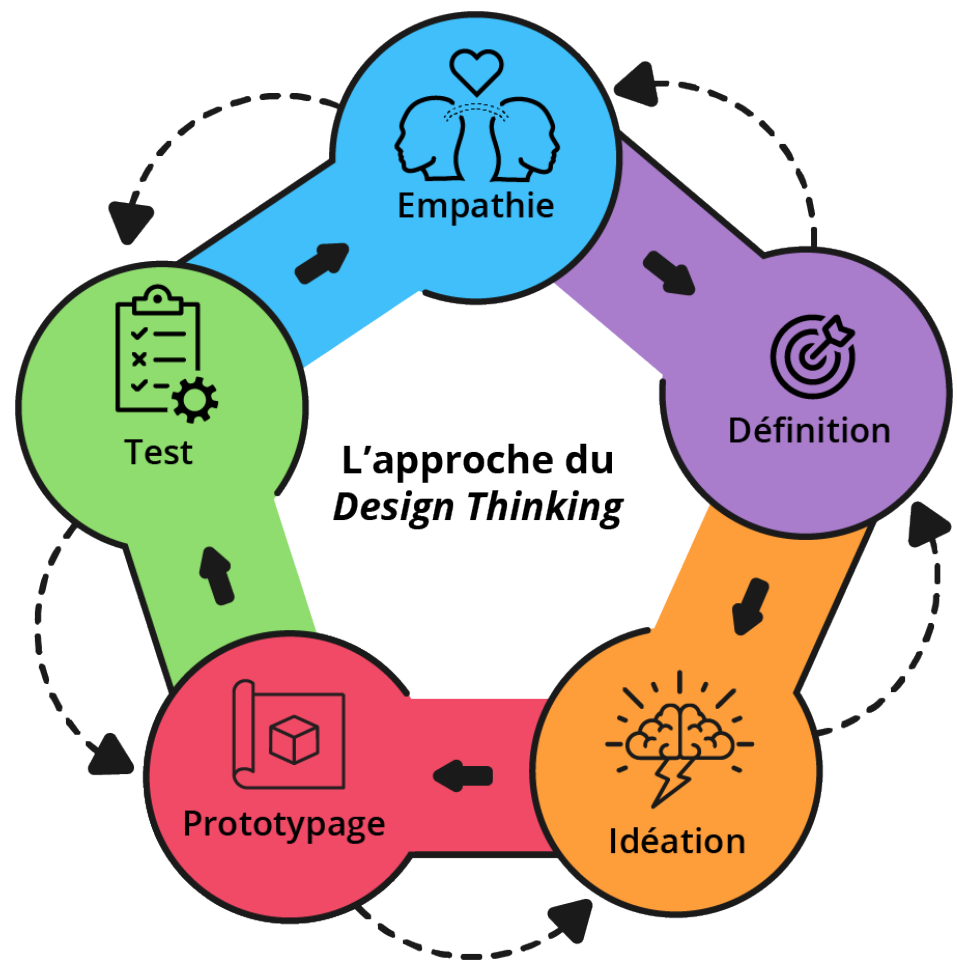 Empathie
Définition
Test
L’approche du
Design Thinking
Prototypage
Idéation